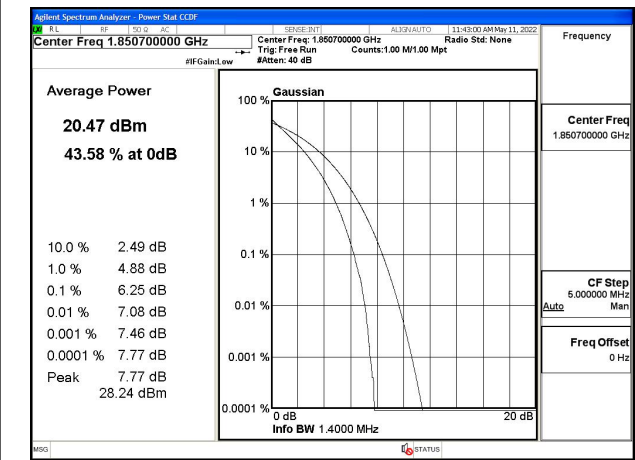 Agilent Spectrum Analyzer - Power Stat CCDF
LXI RL RF 50 Ω AC SENSE:INT ALIGN AUTO 11:43:00 AM May 11, 2022
Center Freq 1.850700000 GHz
Center Freq: 1.850700000 GHz Radio Std: None
Trig: Free Run Counts:1.00 M/1.00 Mpt
#IFGain:Low #Atten: 40 dB
Frequency
Average Power
20.47 dBm
43.58 % at 0dB
10.0 % 2.49 dB
1.0 % 4.88 dB
0.1 % 6.25 dB
0.01 % 7.08 dB
0.001 % 7.46 dB
0.0001 % 7.77 dB
Peak 7.77 dB
28.24 dBm
Gaussian
100 %
10 %
1 %
0.1 %
0.01 %
0.001 %
0.0001 %
0 dB 20 dB
Info BW 1.4000 MHz
Center Freq
1.850700000 GHz
CF Step
5.000000 MHz
Auto Man
Freq Offset
0 Hz
MSG STATUS